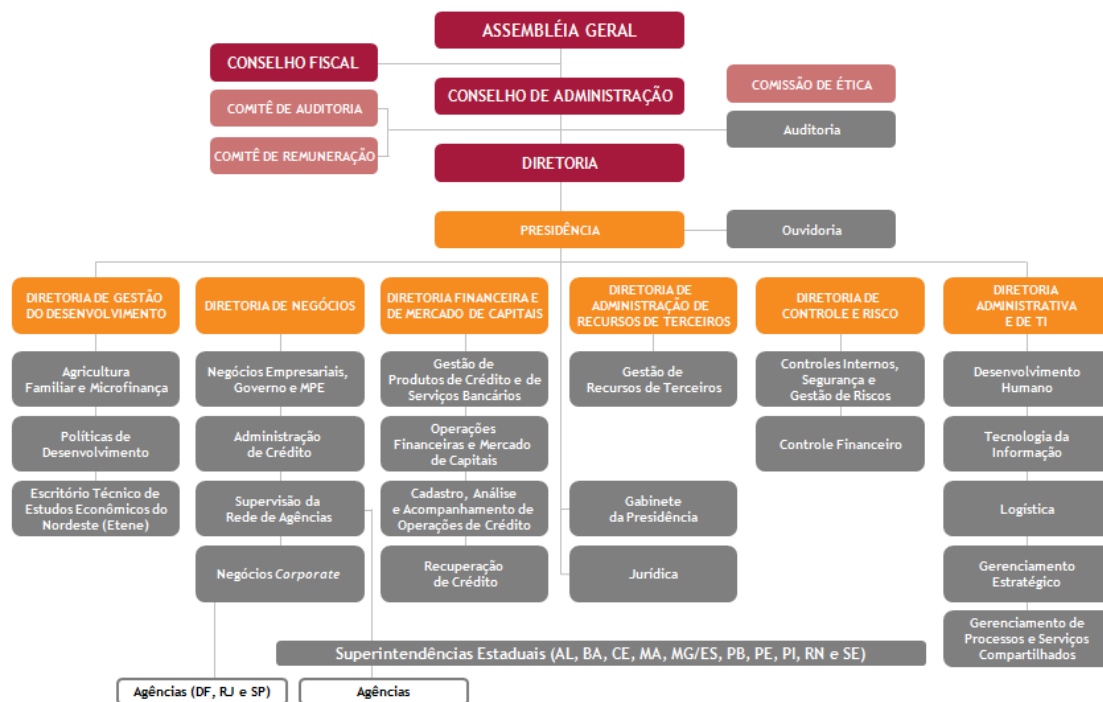 ASSEMBLÉIA GERAL
CONSELHO FISCAL
CONSELHO DE ADMINISTRAÇÃO
COMISSÃO DE ÉTICA
COMITÊ DE AUDITORIA
Auditoria
COMITÊ DE REMUNERAÇÃO
DIRETORIA
PRESIDÊNCIA
Ouvidoria
DIRETORIA DE GESTÃO
DO DESENVOLVIMENTO
DIRETORIA DE NEGÓCIOS
DIRETORIA FINANCEIRA E
DE MERCADO DE CAPITAIS
DIRETORIA DE
ADMINISTRAÇÃO DE
RECURSOS DE TERCEIROS
DIRETORIA DE
CONTROLE E RISCO
DIRETORIA
ADMINISTRATIVA
E DE TI
Agricultura
Familiar e Microfinança
Negócios Empresariais,
Governo e MPE
Gestão de
Produtos de Crédito e de
Serviços Bancários
Gestão de
Recursos de Terceiros
Controles Internos,
Segurança e
Gestão de Riscos
Desenvolvimento
Humano
Políticas de
Desenvolvimento
Administração
de Crédito
Operações
Financeiras e Mercado
de Capitais
Controle Financeiro
Tecnologia da
Informação
Escritório Técnico de
Estudos Econômicos do
Nordeste (Etene)
Supervisão da
Rede de Agências
Cadastro, Análise
e Acompanhamento de
Operações de Crédito
Gabinete
da Presidência
Logística
Negócios Corporate
Recuperação
de Crédito
Jurídica
Gerenciamento
Estratégico
Gerenciamento de
Processos e Serviços
Compartilhados
Superintendências Estaduais (AL, BA, CE, MA, MG/ES, PB, PE, PI, RN e SE)
Agências (DF, RJ e SP)
Agências